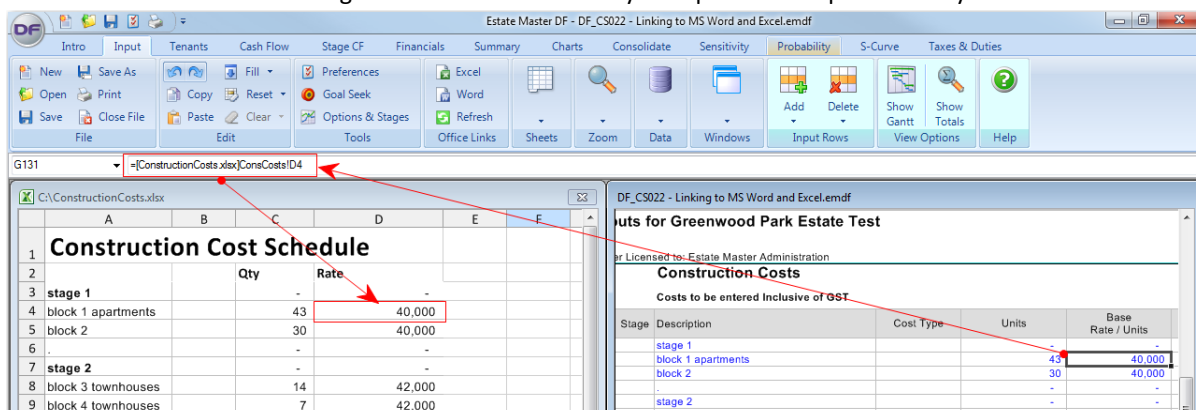 Estate Master DF - DF_CS022 - Linking to MS Word and Excel.emdf
DF
Intro Input Tenants Cash Flow Stage CF Financials Summary Charts Consolidate Sensitivity Probability S-Curve Taxes & Duties
New Save As Fill Preferences Excel
Open Print Copy Reset Goal Seek Word Add Delete Show Show
Save Close File Paste Clear Options & Stages Refresh Gantt Totals
File Edit Tools Office Links Sheets Zoom Data Windows Input Rows View Options Help
G131 =[ConstructionCosts.xlsx]ConsCosts!D4
C:\ConstructionCosts.xlsx
A B C D E F
1 Construction Cost Schedule
2 Qty Rate
3 stage 1 - -
4 block 1 apartments 43 40,000
5 block 2 30 40,000
6 . - -
7 stage 2 - -
8 block 3 townhouses 14 42,000
9 block 4 townhouses 7 42,000
DF_CS022 - Linking to MS Word and Excel.emdf
uts for Greenwood Park Estate Test
er Licensed to: Estate Master Administration
Construction Costs
Costs to be entered Inclusive of GST
Stage Description Cost Type Units Base Rate / Units
stage 1 - -
block 1 apartments 43 40,000
block 2 30 40,000
. - -
stage 2 - -